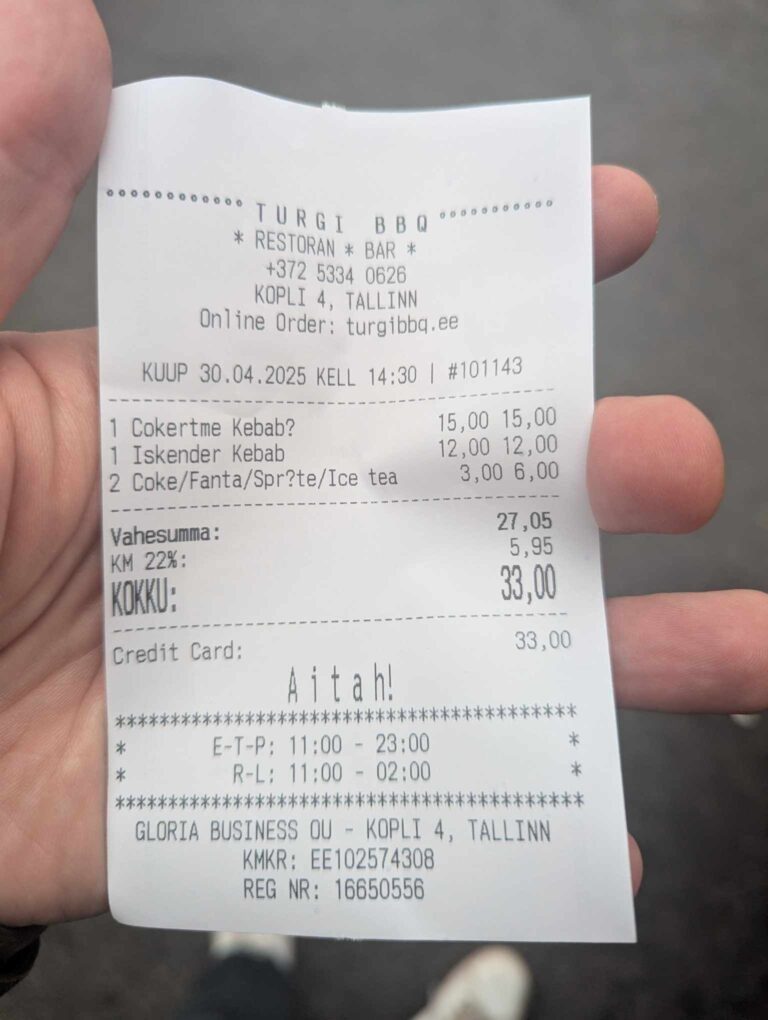 °°°°°°°°°°°° TURGI BBQ °°°°°°°°°°
* RESTORAN * BAR *
+372 5334 0626
KOPLI 4, TALLINN
Online Order: turgibbq.ee
KUUP 30.04.2025 KELL 14:30 | #101143
1 Cokertme Kebab? 15,00 15,00
1 Iskender Kebab 12,00 12,00
2 Coke/Fanta/Spr?te/Ice tea 3,00 6,00
Vahesumma: 27,05
KM 22%: 5,95
KOKKU: 33,00
Credit Card: 33,00
Aitah!
******************************************
* E-T-P: 11:00 - 23:00 *
* R-L: 11:00 - 02:00 *
******************************************
GLORIA BUSINESS OU - KOPLI 4, TALLINN
KMKR: EE102574308
REG NR: 16650556